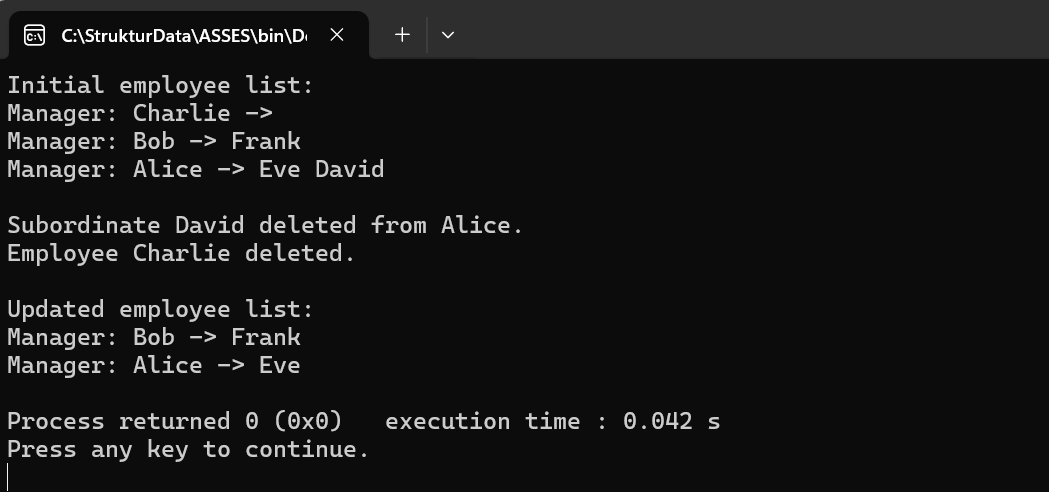 C:\StrukturData\ASSES\bin\De
Initial employee list:
Manager: Charlie ->
Manager: Bob -> Frank
Manager: Alice -> Eve David
Subordinate David deleted from Alice.
Employee Charlie deleted.
Updated employee list:
Manager: Bob -> Frank
Manager: Alice -> Eve
Process returned 0 (0x0)   execution time : 0.042 s
Press any key to continue.